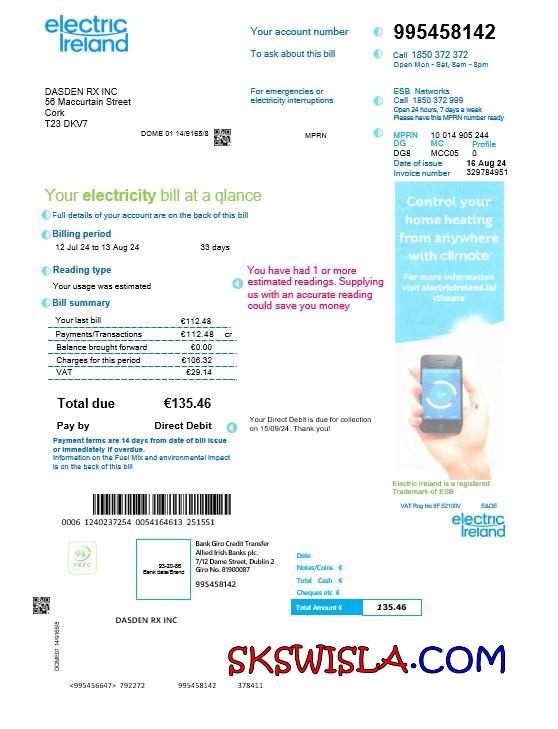 electric
Ireland
Your account number 995458142
To ask about this bill Call 1850 372 372
Open Mon - Sat, 8am - 8pm
DASDEN RX INC
56 Maccurtain Street
Cork
T23 DKV7
DOME 01 14/9165/8
For emergencies or
electricity interruptions
ESB Networks
Call 1850 372 999
Open 24 hours, 7 days a week
Please have this MPRN number ready
MPRN
MPRN 10 014 905 244
DG MC Profile
DG8 MCC05 0
Date of issue 16 Aug 24
Invoice number 329784951
Your electricity bill at a glance
Full details of your account are on the back of this bill
Billing period
12 Jul 24 to 13 Aug 24 33 days
Reading type
Your usage was estimated
You have had 1 or more
estimated readings. Supplying
us with an accurate reading
could save you money
Bill summary
Your last bill €112.48
Payments/Transactions €112.48 cr
Balance brought forward €0.00
Charges for this period €106.32
VAT €29.14
Total due €135.46
Pay by Direct Debit
Your Direct Debit is due for collection
on 15/09/24. Thank you!
Payment terms are 14 days from date of bill issue
or immediately if overdue.
Information on the Fuel Mix and environmental impact
is on the back of this bill
Control your
home heating
from anywhere
with climote
For more information
visit electricireland.ie/
climote
Electric Ireland is a registered
Trademark of ESB
VAT Reg No 8F 52100V E&OE
electric
Ireland
0006 1240237254 0054164613 251551
PEFC
93-20-86
Bank date/Brand
Bank Giro Credit Transfer
Allied Irish Banks plc.
7/12 Dame Street, Dublin 2
Giro No. 81900087
995458142
Date
Notes/Coins €
Total Cash €
Cheques etc €
Total Amount € 135.46
DOME01 14/9165/8
DASDEN RX INC
SKSWISLA.COM
<995456647> 792272 995458142 378411